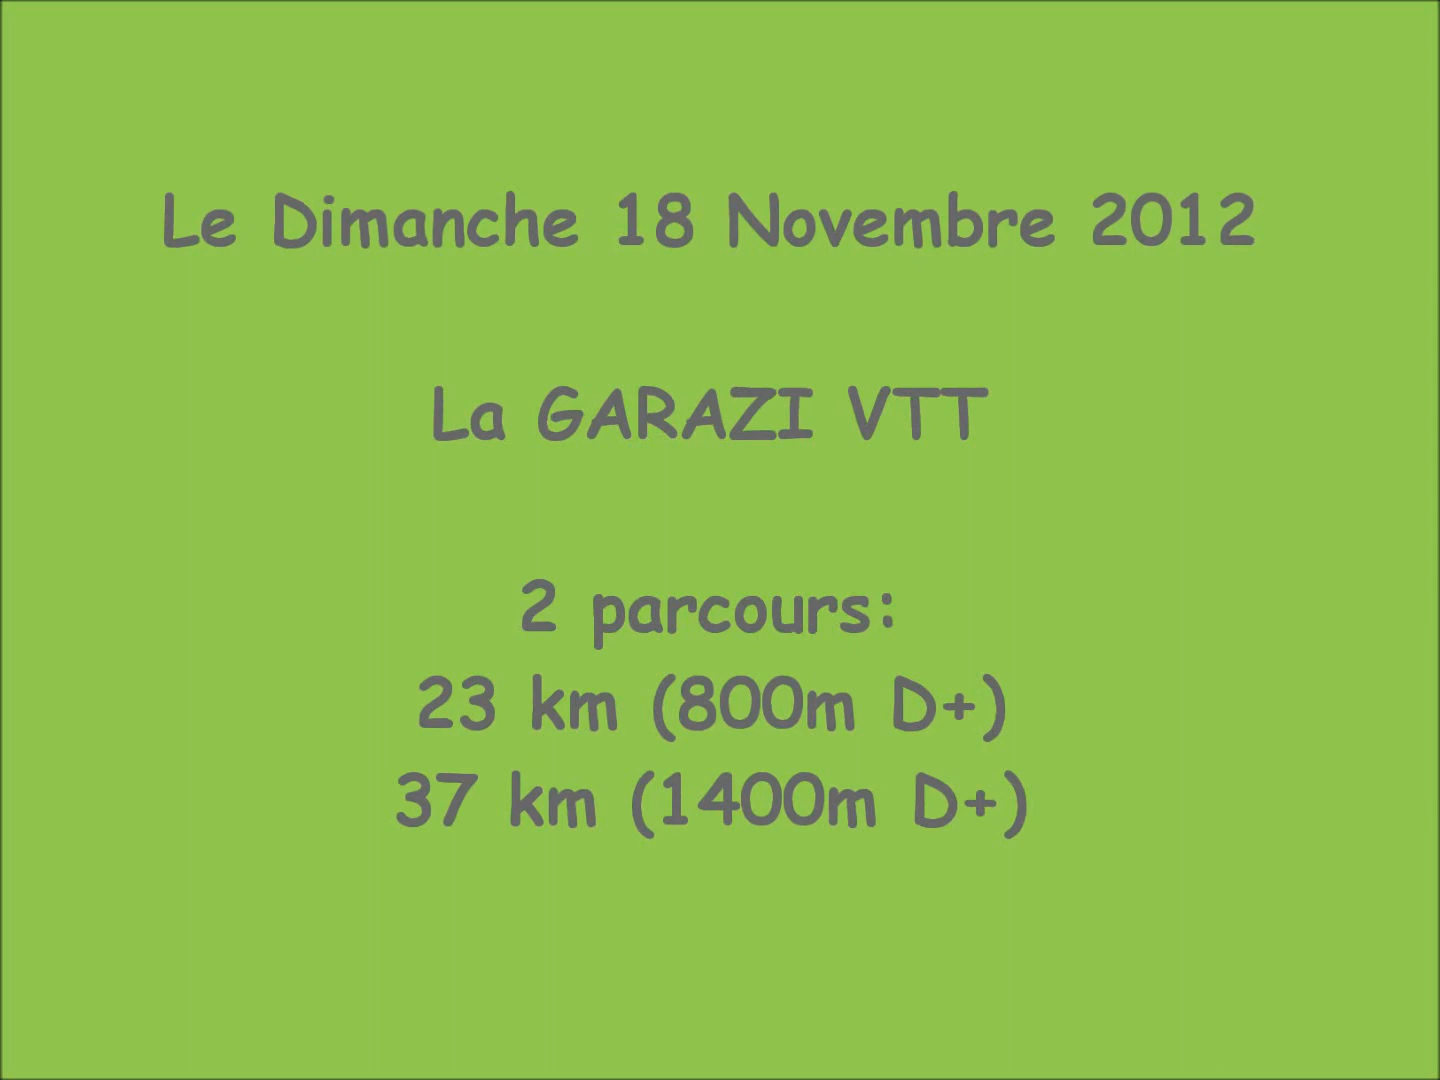 Le Dimanche 18 Novembre 2012
La GARAZI VTT
2 parcours:
23 km (800m D+)
37 km (1400m D+)